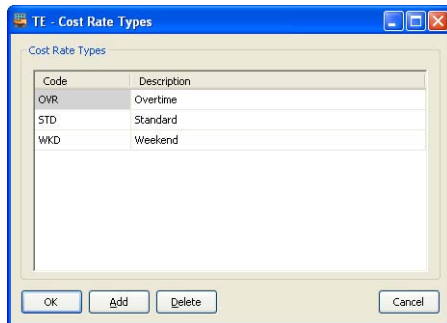 TE - Cost Rate Types
Cost Rate Types
Code Description
OVR Overtime
STD Standard
WKD Weekend
OK Add Delete Cancel